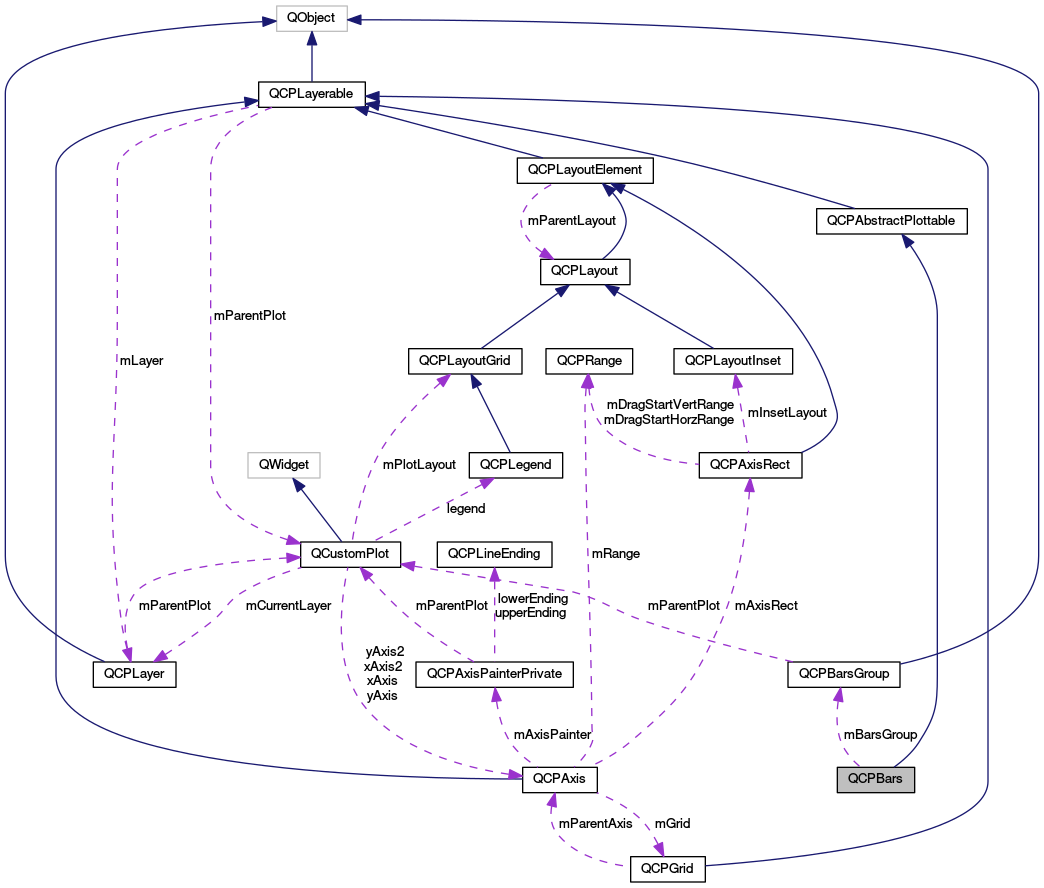 QObject
QCPLayerable
QCPLayoutElement
QCPAbstractPlottable
mParentLayout
QCPLayout
mParentPlot
mLayer
QCPLayoutGrid
QCPRange
QCPLayoutInset
mDragStartVertRange
mDragStartHorzRange
mInsetLayout
QWidget
mPlotLayout
QCPLegend
QCPAxisRect
legend
QCustomPlot
QCPLineEnding
mRange
mParentPlot
mCurrentLayer
mParentPlot
lowerEnding
upperEnding
mParentPlot
mAxisRect
yAxis2
xAxis2
xAxis
yAxis
QCPLayer
QCPAxisPainterPrivate
QCPBarsGroup
mAxisPainter
mBarsGroup
QCPAxis
QCPBars
mParentAxis
mGrid
QCPGrid